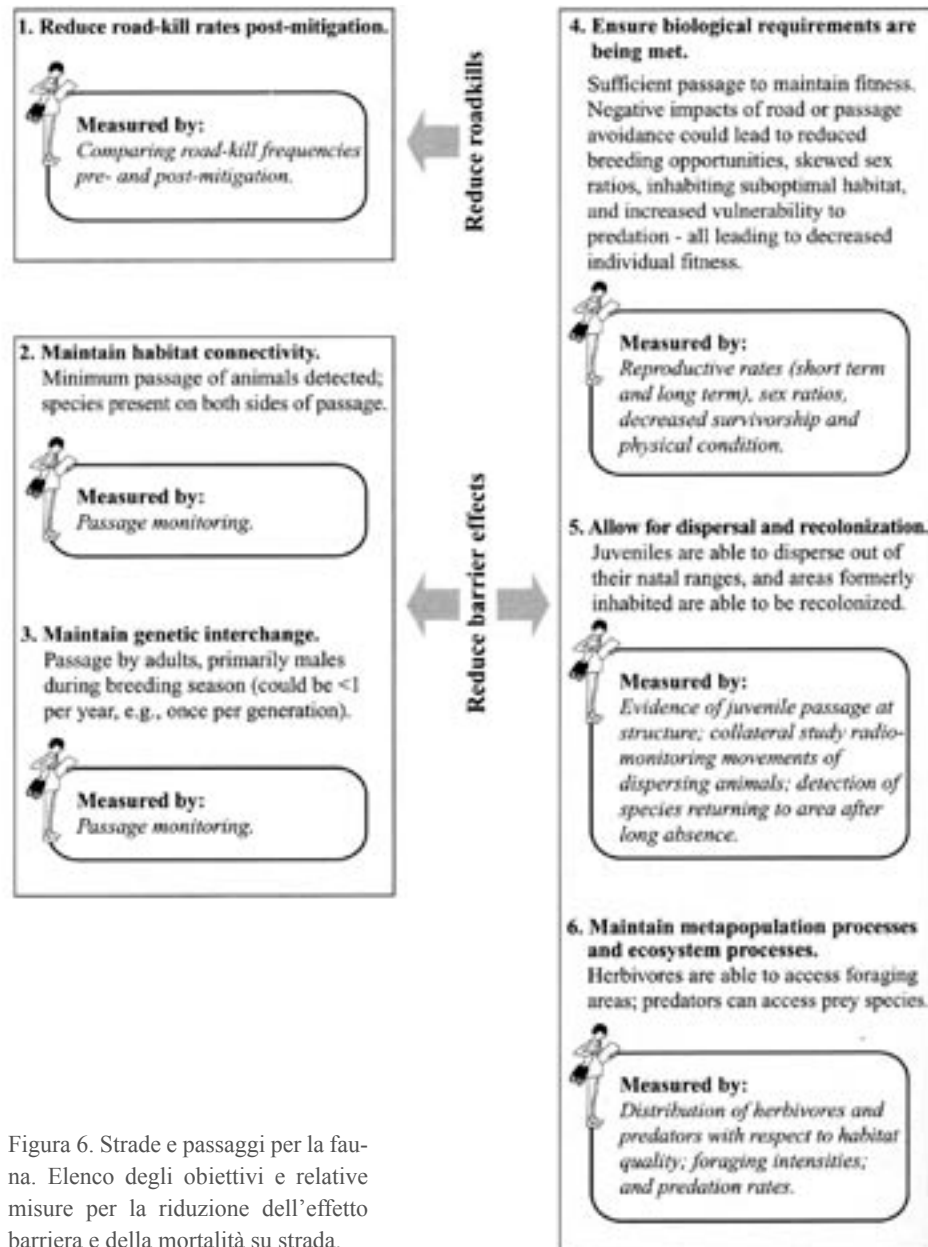 1. Reduce road-kill rates post-mitigation.
Measured by:
Comparing road-kill frequencies
pre- and post-mitigation.
Reduce roadkills
2. Maintain habitat connectivity.
Minimum passage of animals detected;
species present on both sides of passage.
Measured by:
Passage monitoring.
3. Maintain genetic interchange.
Passage by adults, primarily males
during breeding season (could be <1
per year, e.g., once per generation).
Measured by:
Passage monitoring.
Reduce barrier effects
4. Ensure biological requirements are
being met.
Sufficient passage to maintain fitness.
Negative impacts of road or passage
avoidance could lead to reduced
breeding opportunities, skewed sex
ratios, inhabiting suboptimal habitat,
and increased vulnerability to
predation - all leading to decreased
individual fitness.
Measured by:
Reproductive rates (short term
and long term), sex ratios,
decreased survivorship and
physical condition.
5. Allow for dispersal and recolonization.
Juveniles are able to disperse out of
their natal ranges, and areas formerly
inhabited are able to be recolonized.
Measured by:
Evidence of juvenile passage at
structure; collateral study radio-
monitoring movements of
dispersing animals; detection of
species returning to area after
long absence.
6. Maintain metapopulation processes
and ecosystem processes.
Herbivores are able to access foraging
areas; predators can access prey species.
Measured by:
Distribution of herbivores and
predators with respect to habitat
quality; foraging intensities;
and predation rates.
Figura 6. Strade e passaggi per la fau-
na. Elenco degli obiettivi e relative
misure per la riduzione dell'effetto
barriera e della mortalità su strada.